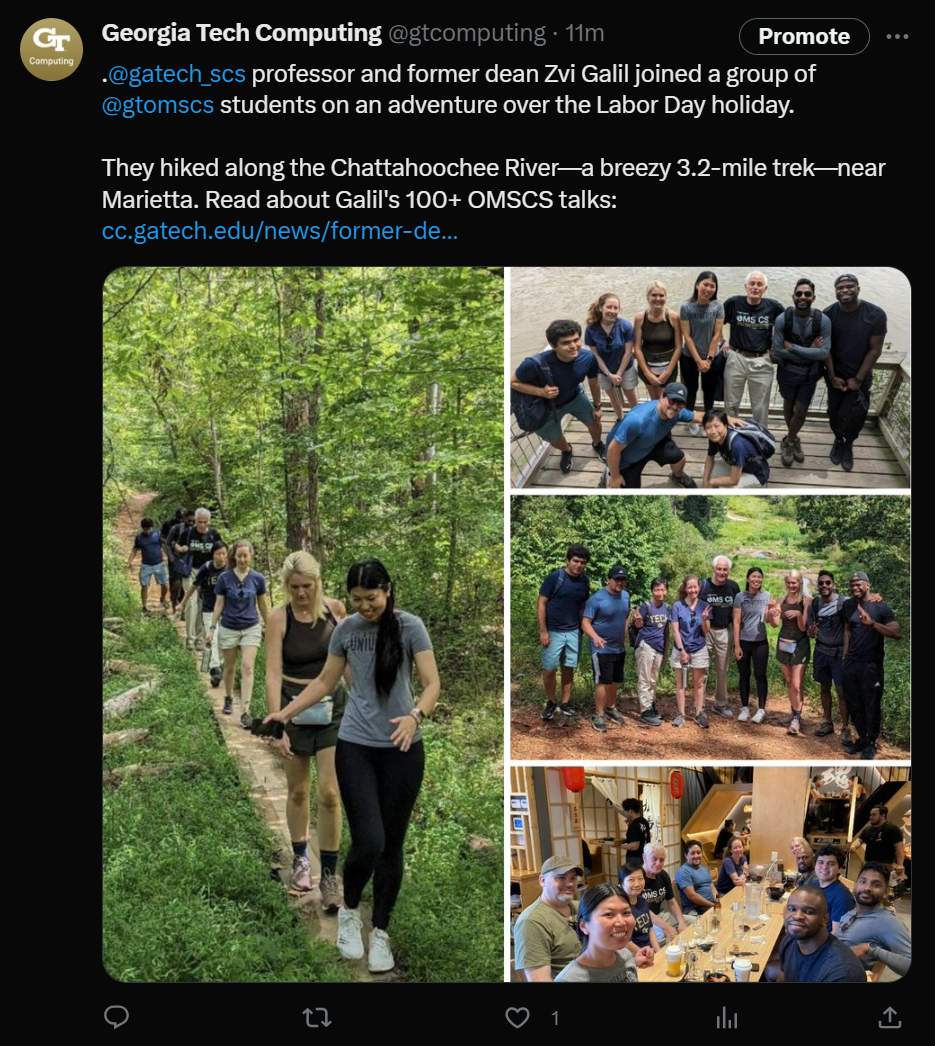 GT
Computing
Georgia Tech Computing @gtcomputing · 11m
Promote
.@gatech_scs professor and former dean Zvi Galil joined a group of
@gtomscs students on an adventure over the Labor Day holiday.
They hiked along the Chattahoochee River—a breezy 3.2-mile trek—near
Marietta. Read about Galil's 100+ OMSCS talks:
cc.gatech.edu/news/former-de...
OMS CS
OMS CS
TECH
1